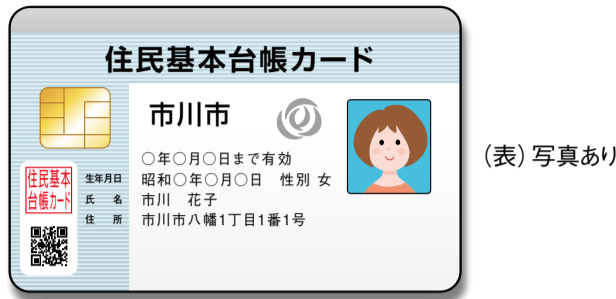 住民基本台帳カード
市川市
○年○月○日まで有効
生年月日 昭和○年○月○日 性別 女
氏名 市川 花子
住所 市川市八幡1丁目1番1号
住民基本
台帳カード
(表)写真あり